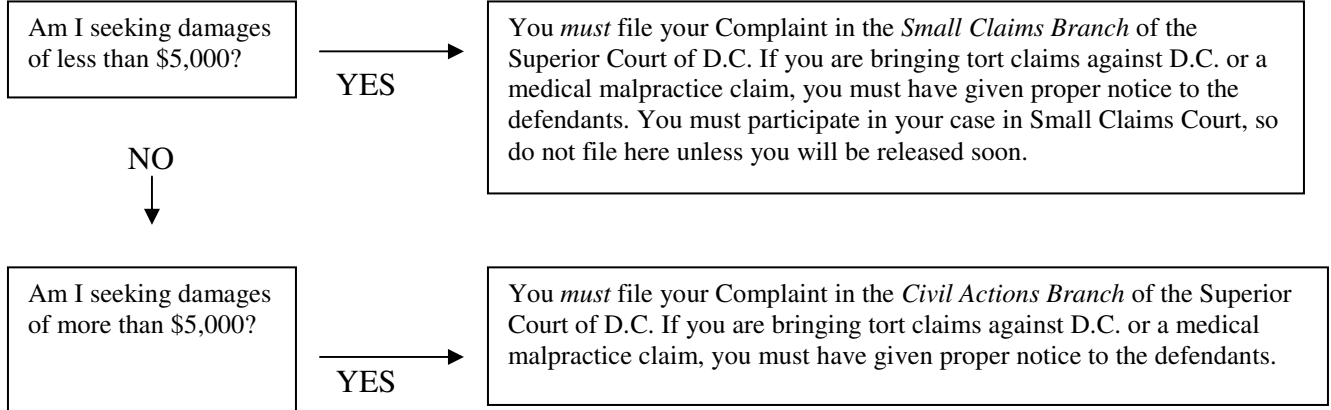 Am I seeking damages
of less than $5,000?
YES
You must file your Complaint in the Small Claims Branch of the
Superior Court of D.C. If you are bringing tort claims against D.C. or a
medical malpractice claim, you must have given proper notice to the
defendants. You must participate in your case in Small Claims Court, so
do not file here unless you will be released soon.
NO
Am I seeking damages
of more than $5,000?
YES
You must file your Complaint in the Civil Actions Branch of the Superior
Court of D.C. If you are bringing tort claims against D.C. or a medical
malpractice claim, you must have given proper notice to the defendants.